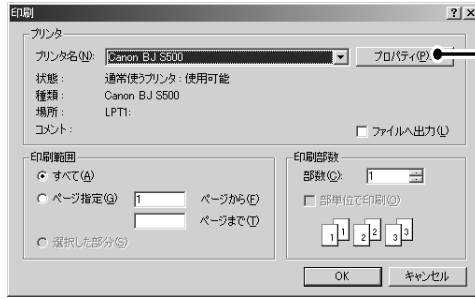 印刷
プリンタ
プリンタ名(N): Canon BJ S500 プロパティ(P)...
状態: 通常使うプリンタ: 使用可能
種類: Canon BJ S500
場所: LPT1:
コメント: ファイルへ出力(L)
印刷範囲
すべて(A)
ページ指定(G) 1 ページから(F)
ページまで(T)
選択した部分(S)
印刷部数
部数(C): 1
部単位で印刷(O)
1 1 2 2 3 3
OK キャンセル